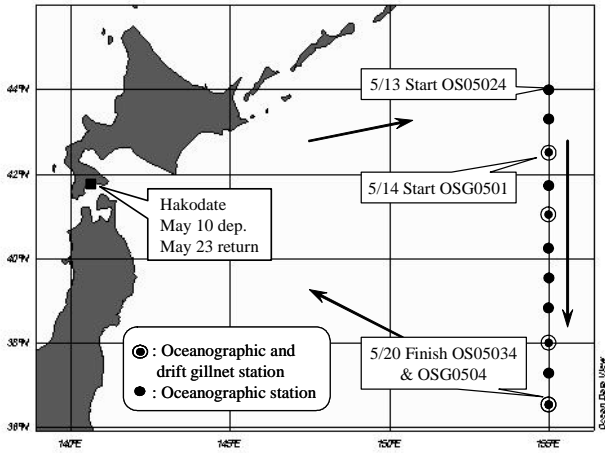 44°N
5/13 Start OS05024
42°N
5/14 Start OSG0501
Hakodate
May 10 dep.
May 23 return
40°N
38°N
: Oceanographic and
drift gillnet station
: Oceanographic station
5/20 Finish OS05034
& OSG0504
36°N
140°E
145°E
150°E
155°E
Ocean Data View